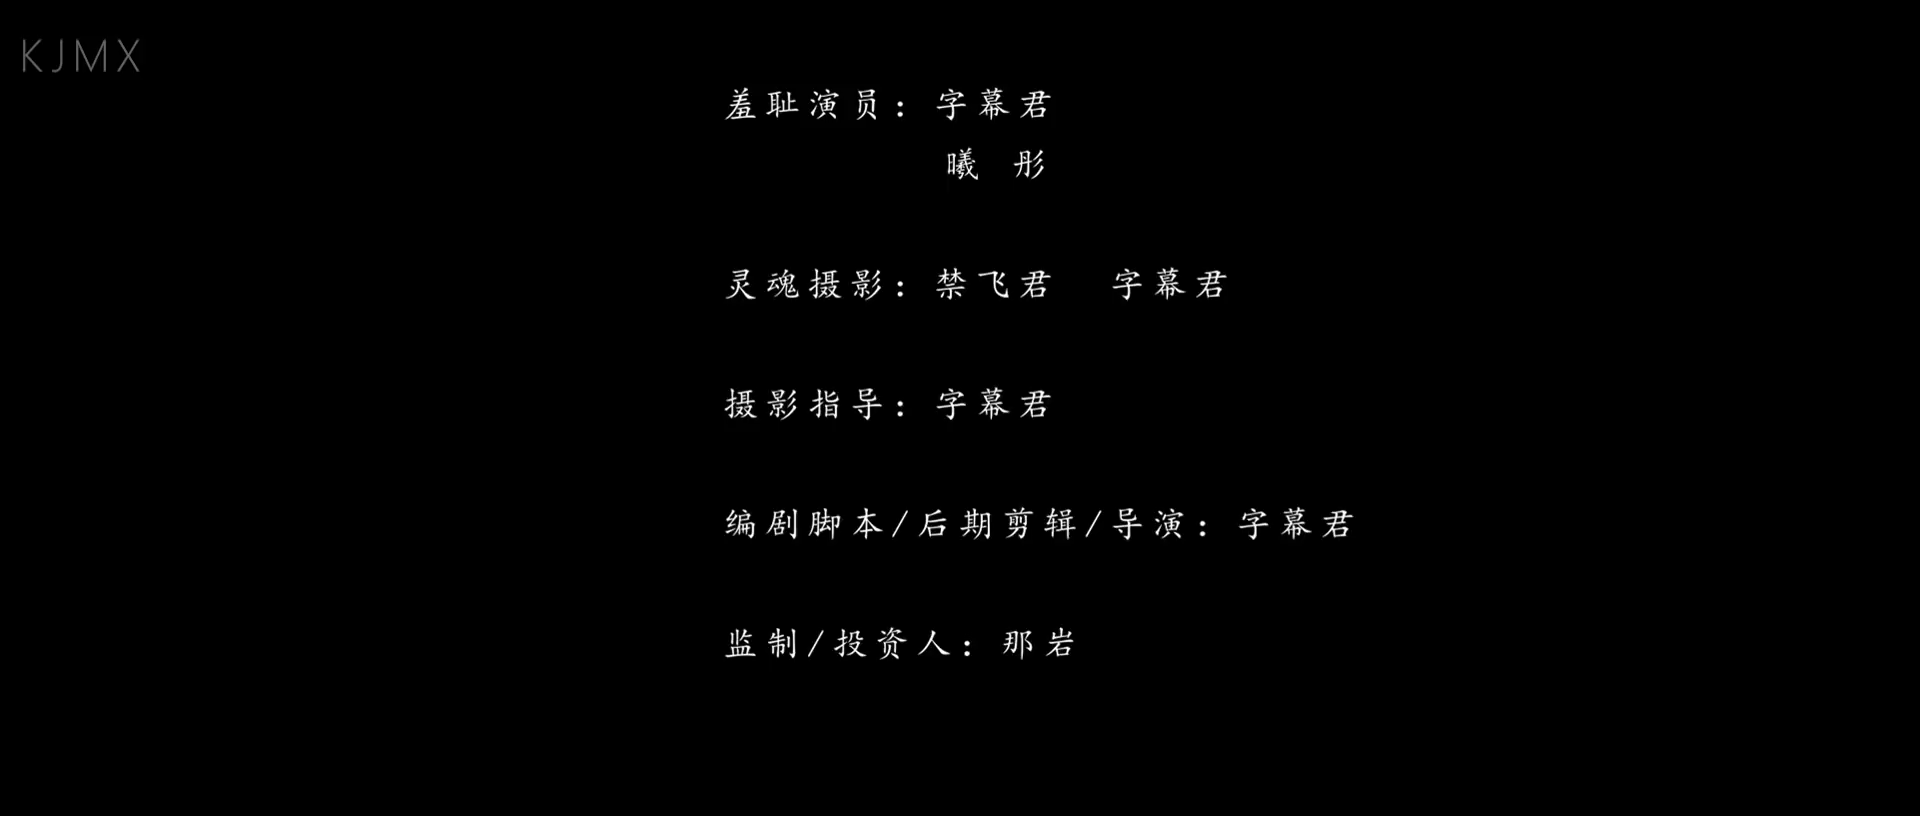 KJMX
羞耻演员：字幕君
曦 彤
灵魂摄影：禁飞君 字幕君
摄影指导：字幕君
编剧脚本/后期剪辑/导演：字幕君
监制/投资人：那岩